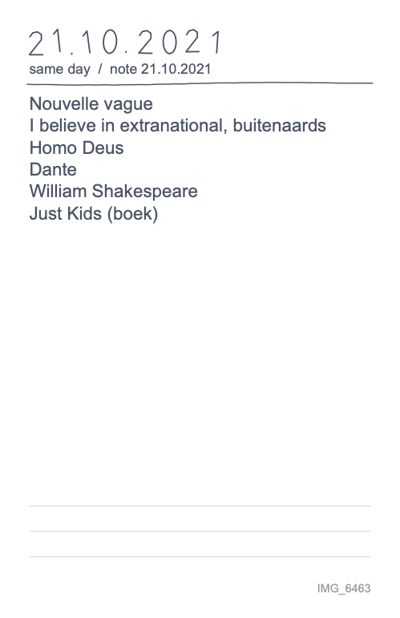 21.10.2021
same day / note 21.10.2021
Nouvelle vague
I believe in extranational, buitenaards
Homo Deus
Dante
William Shakespeare
Just Kids (boek)
IMG_6463